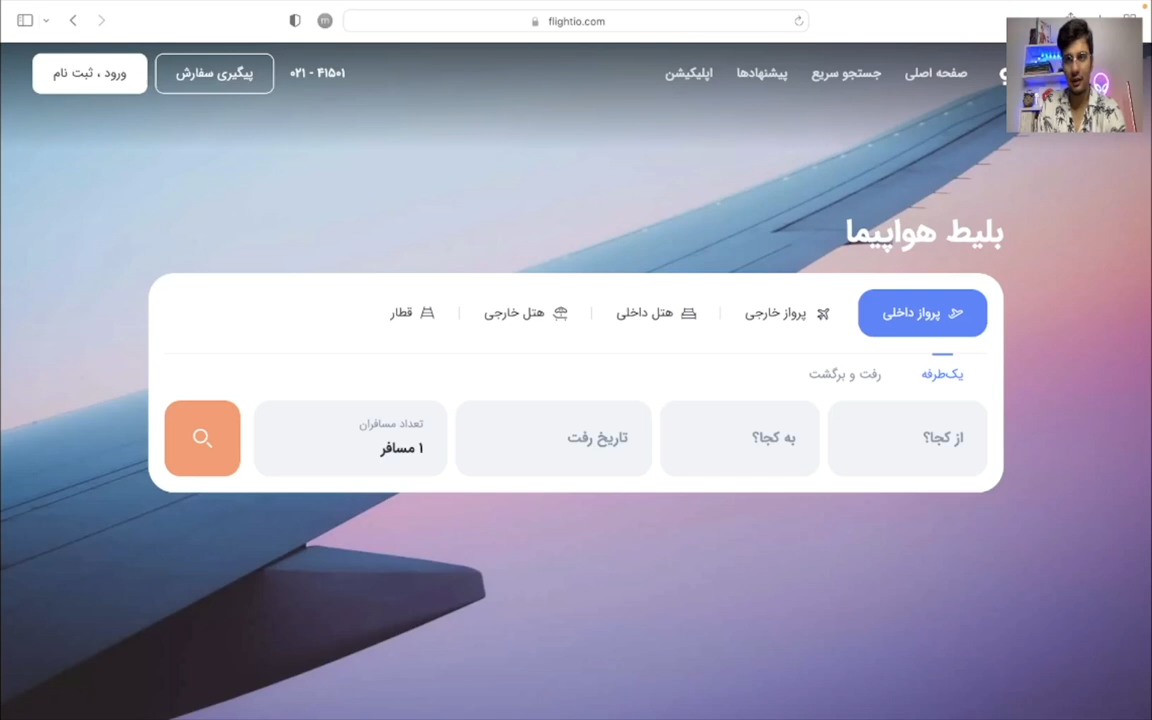 flightio.com
صفحه اصلی
جستجو سریع
پیشنهادها
اپلیکیشن
۰۲۱ - ۴۱۵۰۱
پیگیری سفارش
ورود ، ثبت نام
بلیط هواپیما
پرواز داخلی
پرواز خارجی
هتل داخلی
هتل خارجی
قطار
یک‌طرفه
رفت و برگشت
از کجا؟
به کجا؟
تاریخ رفت
تعداد مسافران
۱ مسافر